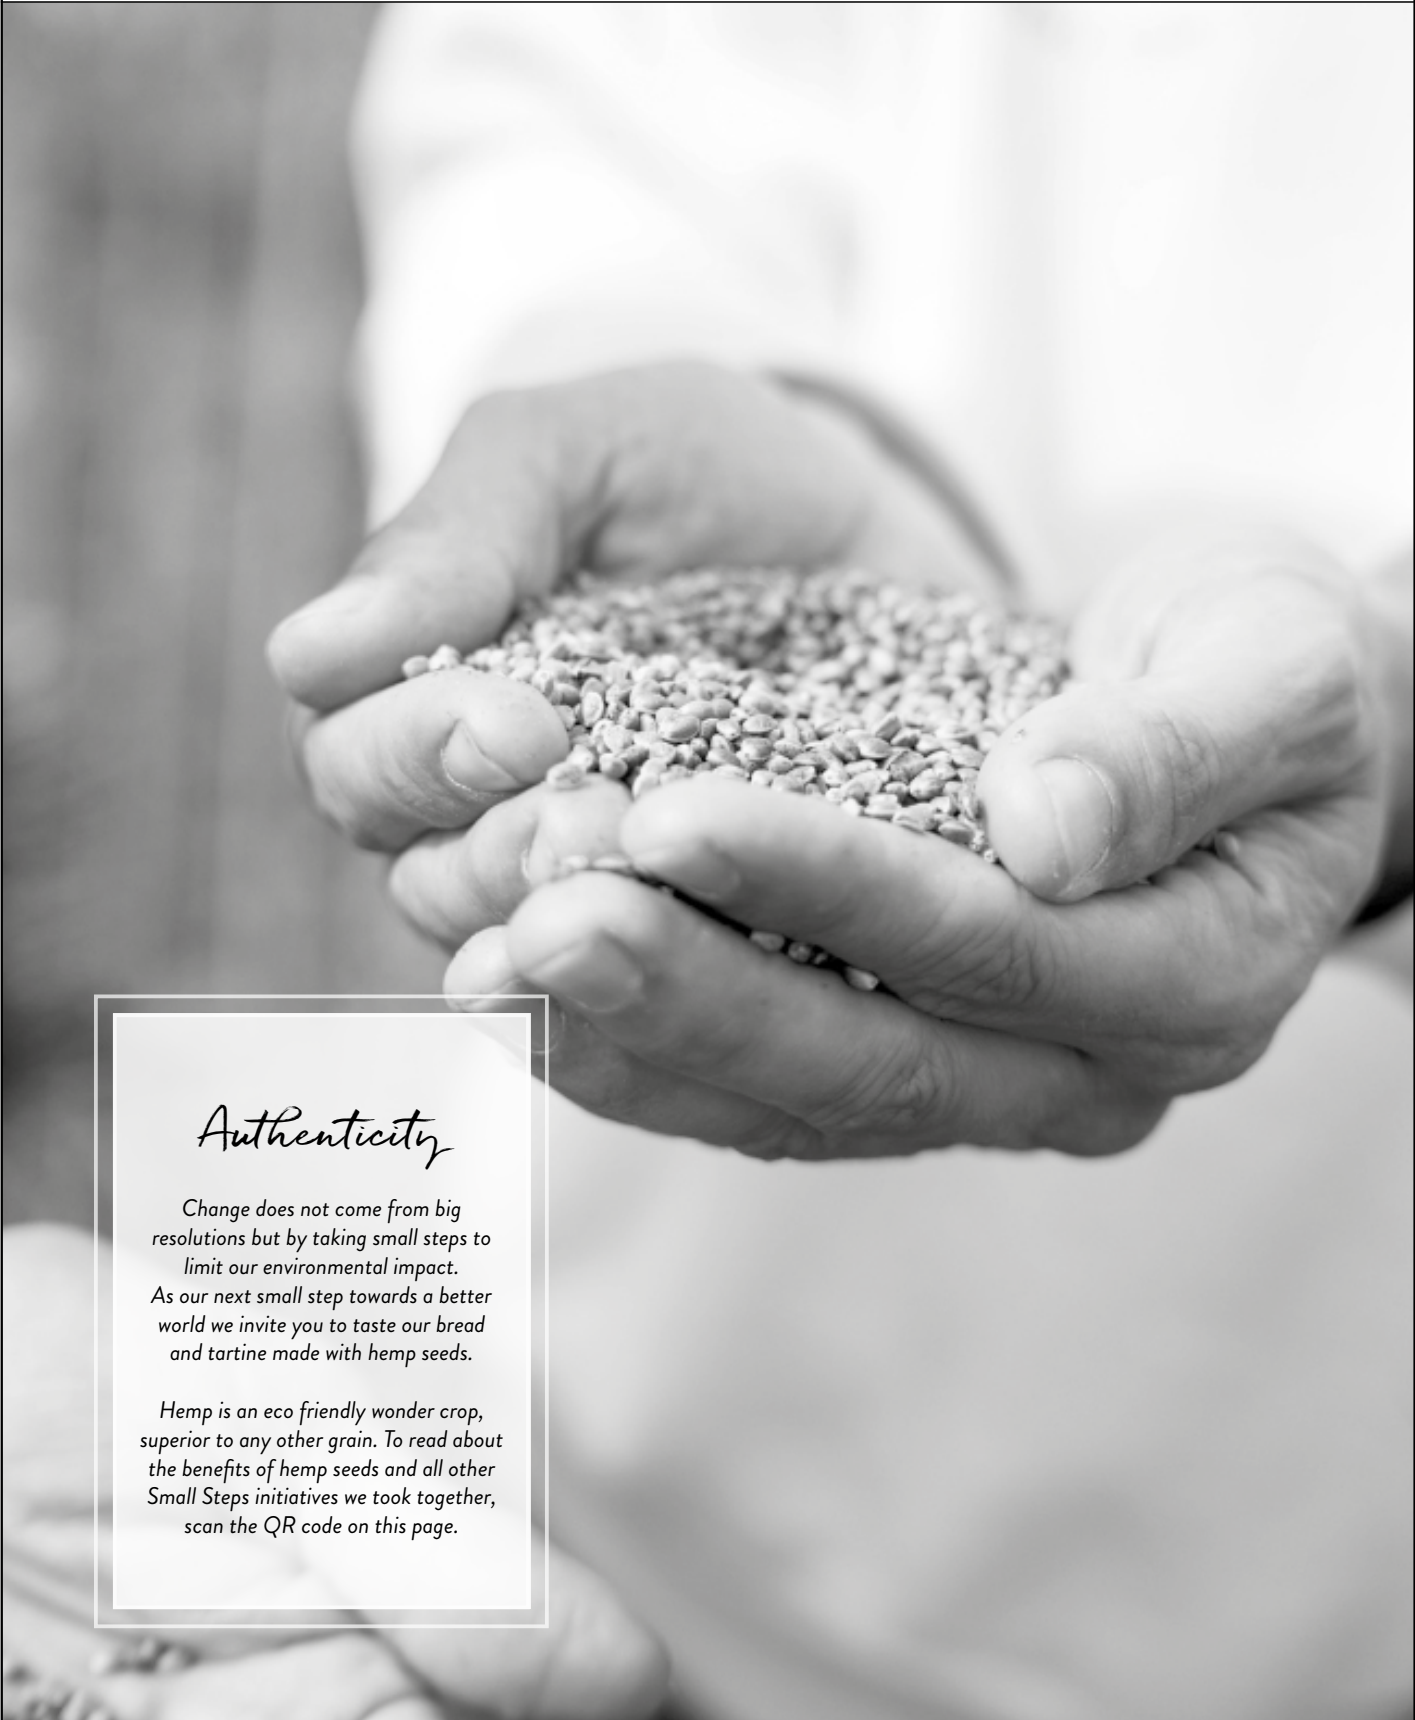 Authenticity
Change does not come from big
resolutions but by taking small steps to
limit our environmental impact.
As our next small step towards a better
world we invite you to taste our bread
and tartine made with hemp seeds.
Hemp is an eco friendly wonder crop,
superior to any other grain. To read about
the benefits of hemp seeds and all other
Small Steps initiatives we took together,
scan the QR code on this page.